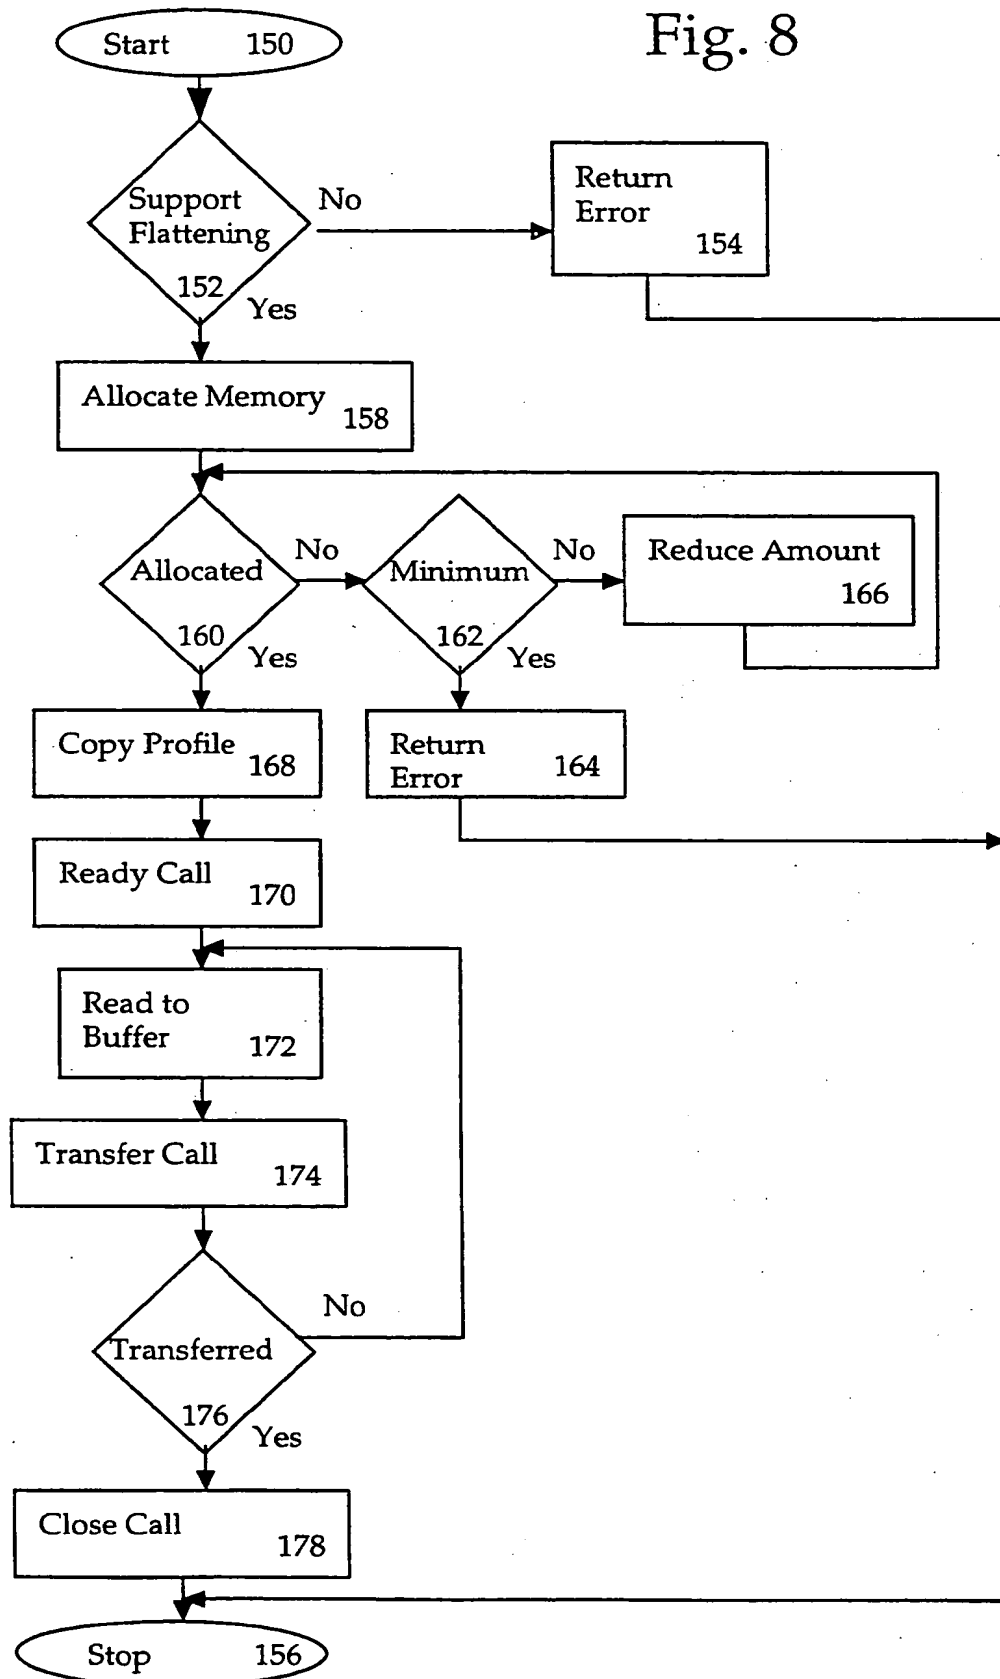 Fig. 8
Start 150
Support
Flattening
152
No
Yes
Return
Error
154
Allocate Memory
158
Allocated
160
No
Yes
Minimum
162
No
Yes
Reduce Amount
166
Copy Profile
168
Return
Error
164
Ready Call
170
Read to
Buffer
172
Transfer Call
174
Transferred
176
No
Yes
Close Call
178
Stop 156